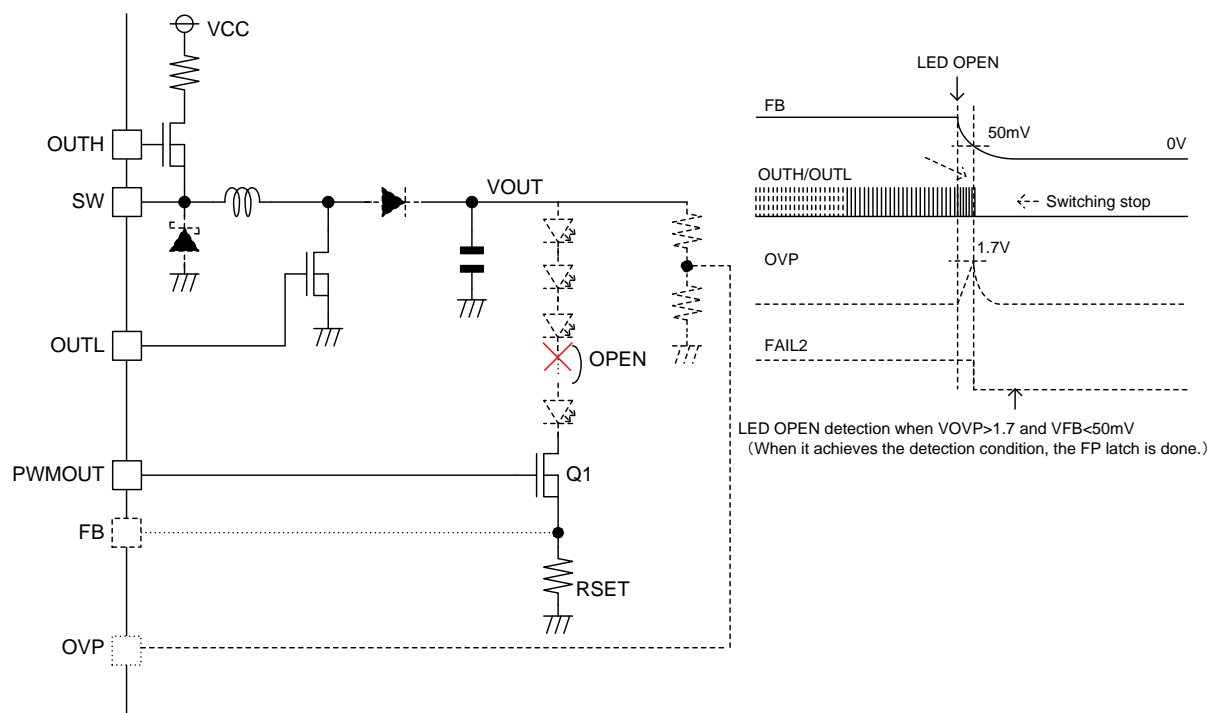 VCC
OUTH
SW
VOUT
OUTL
OPEN
PWMOUT
Q1
FB
RSET
OVP
LED OPEN
FB
50mV
0V
OUTH/OUTL
Switching stop
OVP
1.7V
FAIL2
LED OPEN detection when VOVP>1.7 and VFB<50mV
（When it achieves the detection condition, the FP latch is done.）